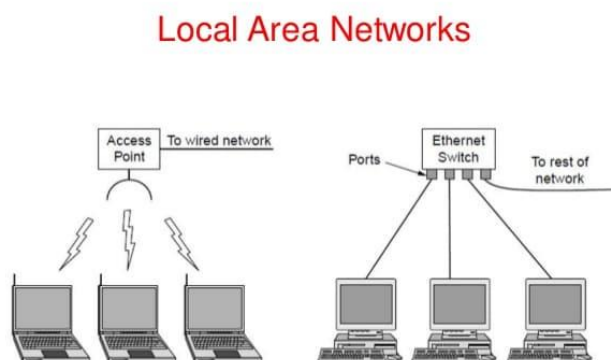 Local Area Networks
Access
Point
To wired network
Ethernet
Switch
Ports
To rest of
network